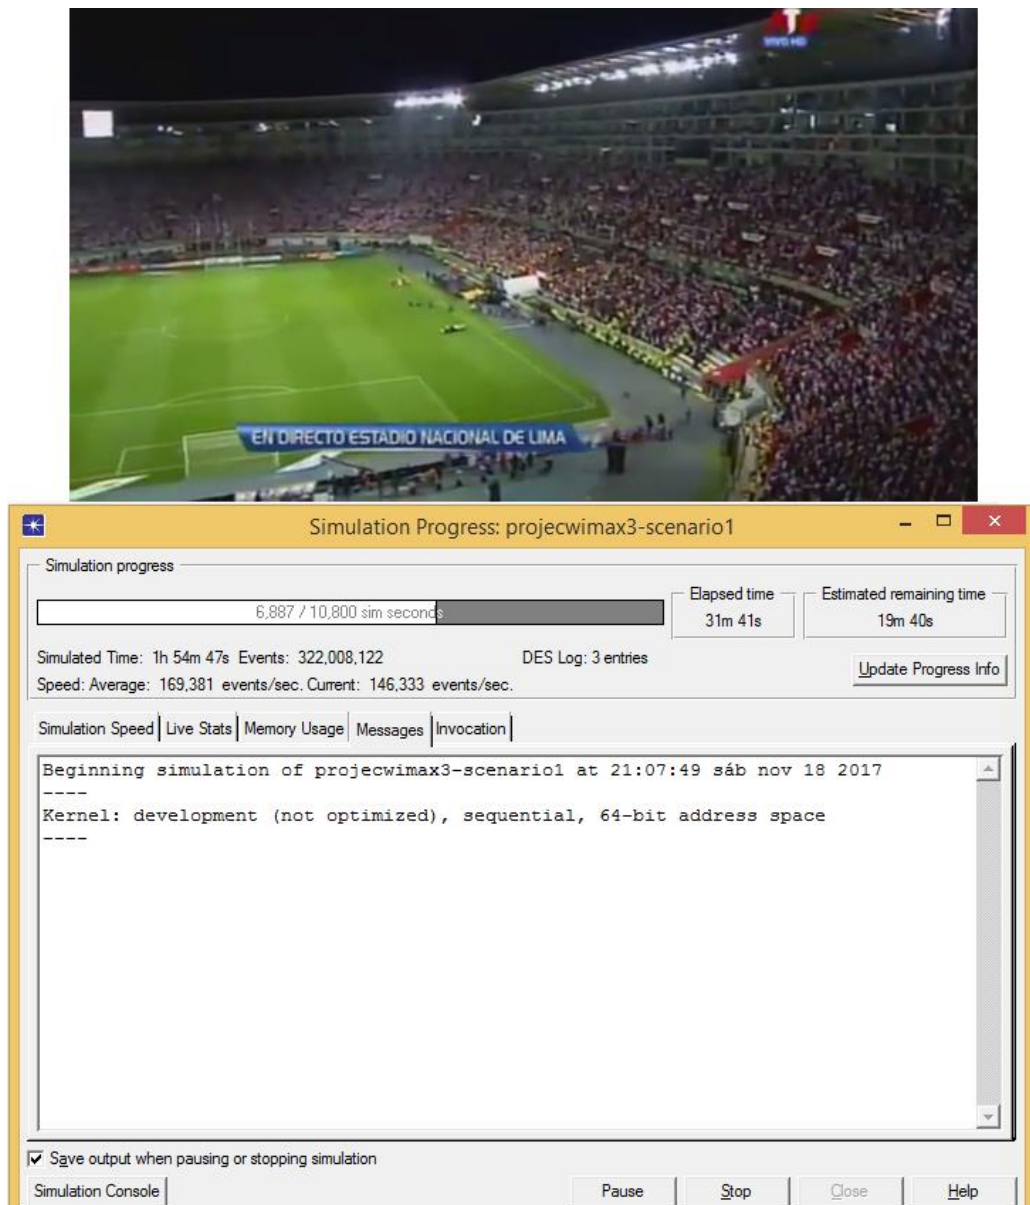 T
VIVO HD
EN DIRECTO ESTADIO NACIONAL DE LIMA
Simulation Progress: projecwimax3-scenario1
Simulation progress
6,887 / 10,800 sim seconds
Elapsed time
31m 41s
Estimated remaining time
19m 40s
Simulated Time: 1h 54m 47s Events: 322,008,122
DES Log: 3 entries
Speed: Average: 169,381 events/sec. Current: 146,333 events/sec.
Update Progress Info
Simulation Speed Live Stats Memory Usage Messages Invocation
Beginning simulation of projecwimax3-scenario1 at 21:07:49 sáb nov 18 2017
----
Kernel: development (not optimized), sequential, 64-bit address space
----
Save output when pausing or stopping simulation
Simulation Console Pause Stop Close Help